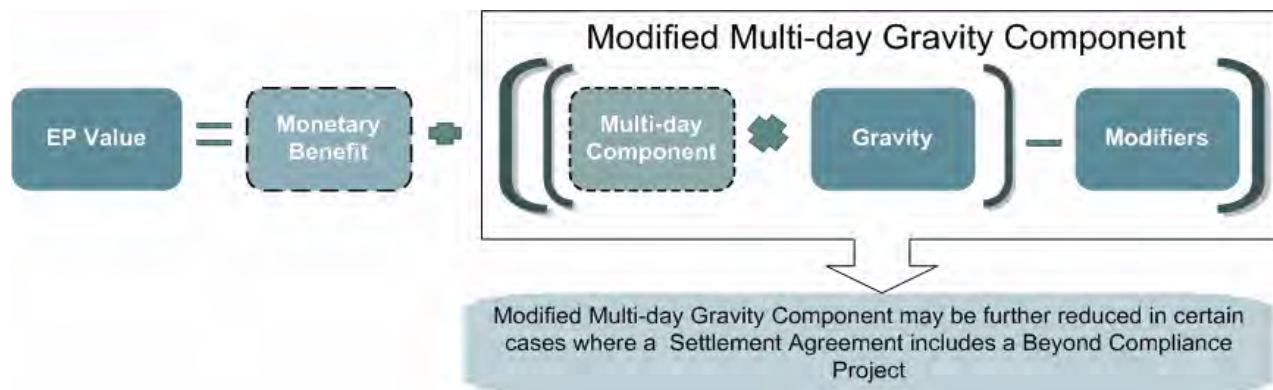 Modified Multi-day Gravity Component
EP Value
=
Monetary
Benefit
+
((
Multi-day
Component
×
Gravity
)
−
Modifiers
)
Modified Multi-day Gravity Component may be further reduced in certain
cases where a Settlement Agreement includes a Beyond Compliance
Project